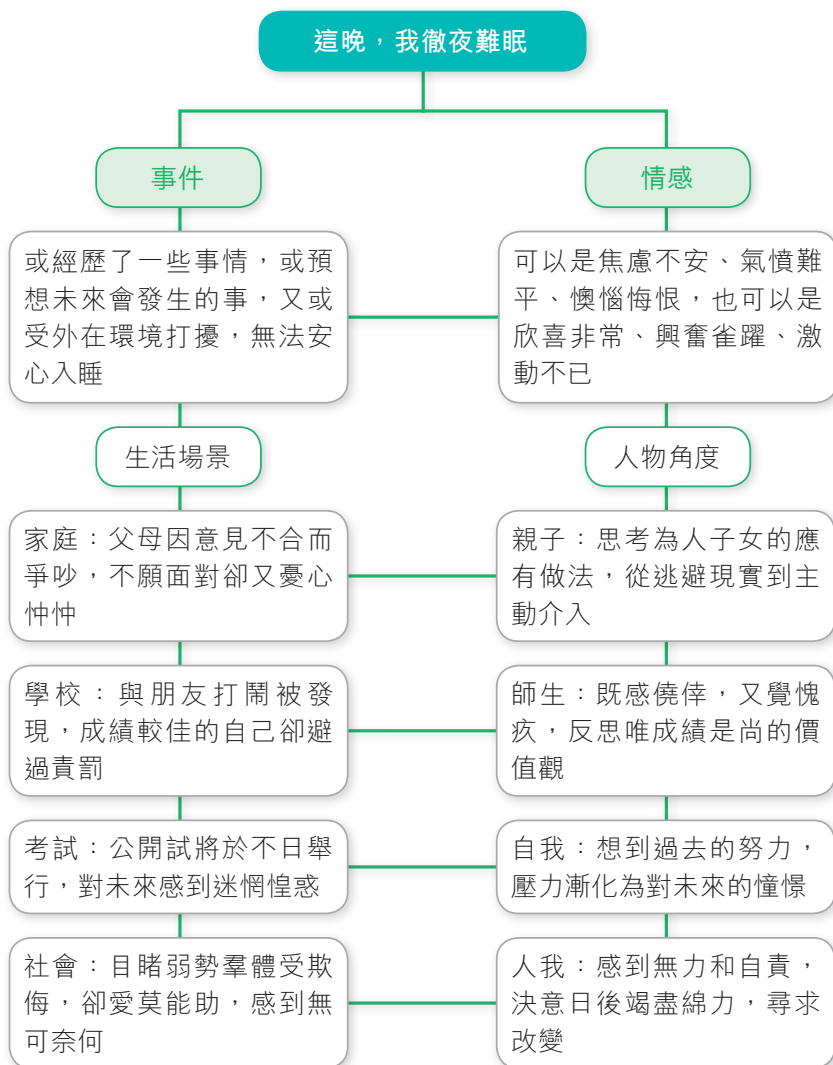 這晚，我徹夜難眠
事件
情感
或經歷了一些事情，或預
想未來會發生的事，又或
受外在環境打擾，無法安
心入睡
可以是焦慮不安、氣憤難
平、懊惱悔恨，也可以是
欣喜非常、興奮雀躍、激
動不已
生活場景
人物角度
家庭：父母因意見不合而
爭吵，不願面對卻又憂心
忡忡
親子：思考為人子女的應
有做法，從逃避現實到主
動介入
學校：與朋友打鬧被發
現，成績較佳的自己卻避
過責罰
師生：既感僥倖，又覺愧
疚，反思唯成績是尚的價
值觀
考試：公開試將於不日舉
行，對未來感到迷惘惶惑
自我：想到過去的努力，
壓力漸化為對未來的憧憬
社會：目睹弱勢羣體受欺
侮，卻愛莫能助，感到無
可奈何
人我：感到無力和自責，
決意日後竭盡綿力，尋求
改變